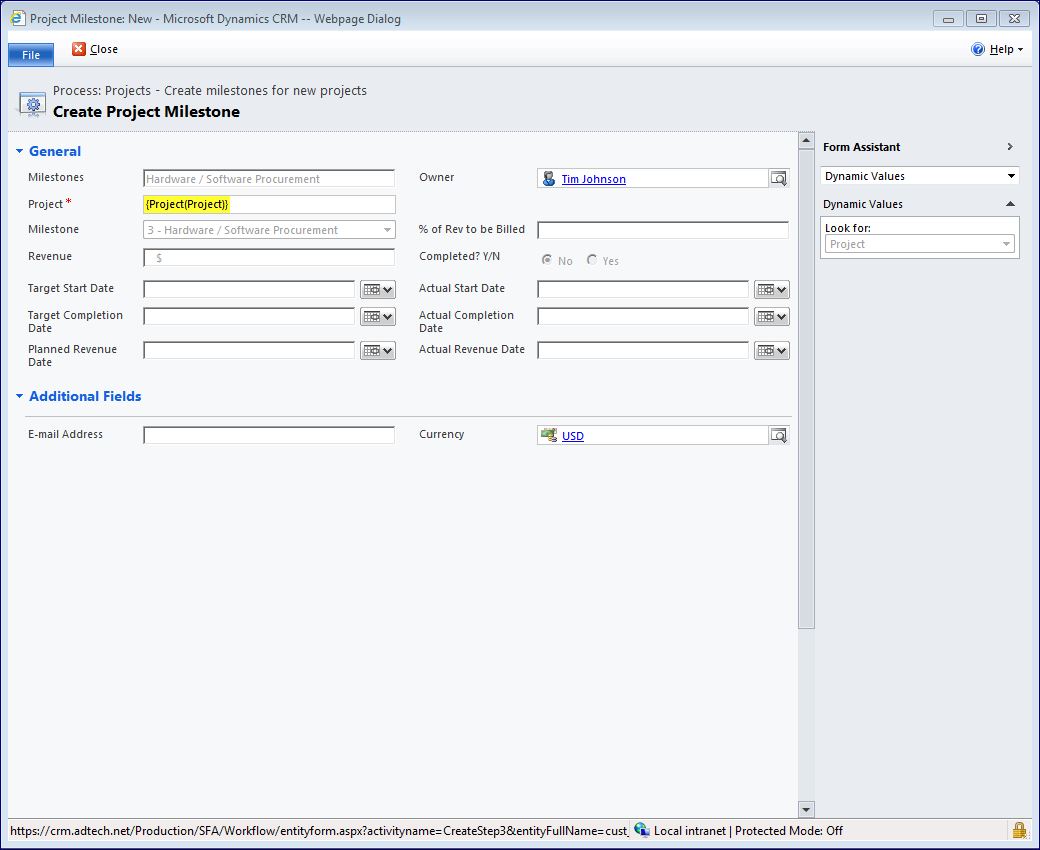 Project Milestone: New - Microsoft Dynamics CRM -- Webpage Dialog
File
Close
Help
Process: Projects - Create milestones for new projects
Create Project Milestone
General
Milestones
Hardware / Software Procurement
Owner
Tim Johnson
Project *
{Project(Project)}
Milestone
3 - Hardware / Software Procurement
% of Rev to be Billed
Revenue
$
Completed? Y/N
No
Yes
Target Start Date
Actual Start Date
Target Completion
Date
Actual Completion
Date
Planned Revenue
Date
Actual Revenue Date
Additional Fields
E-mail Address
Currency
USD
Form Assistant
Dynamic Values
Dynamic Values
Look for:
Project
https://crm.adtech.net/Production/SFA/Workflow/entityform.aspx?activityname=CreateStep3&entityFullName=cust_
Local intranet | Protected Mode: Off